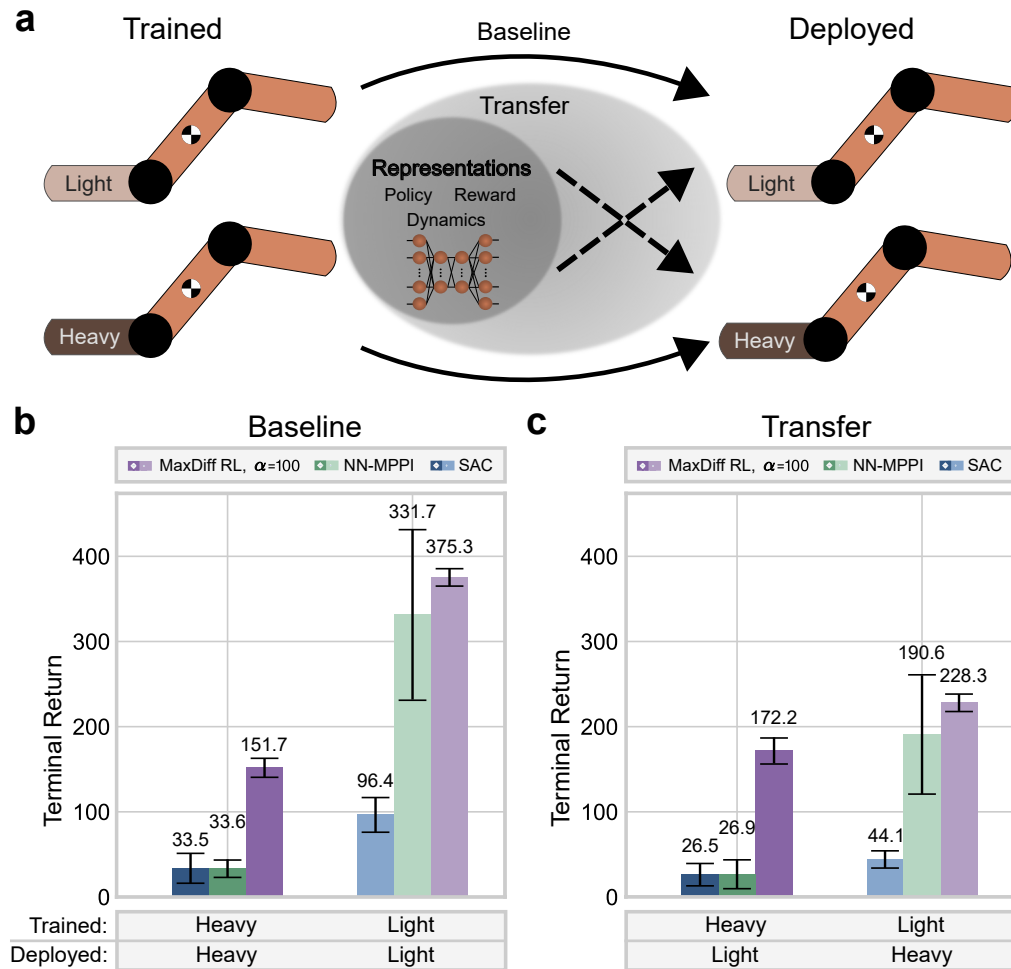 a
Trained
Baseline
Deployed
Transfer
Representations
Policy Reward
Dynamics
Light
Light
Heavy
Heavy
b
Baseline
MaxDiff RL, α=100 NN-MPPI SAC
Terminal Return
400
300
200
100
0
33.5
33.6
151.7
96.4
331.7
375.3
Trained: Heavy Light
Deployed: Heavy Light
c
Transfer
MaxDiff RL, α=100 NN-MPPI SAC
Terminal Return
400
300
200
100
0
26.5
26.9
172.2
44.1
190.6
228.3
Trained: Heavy Light
Deployed: Light Heavy